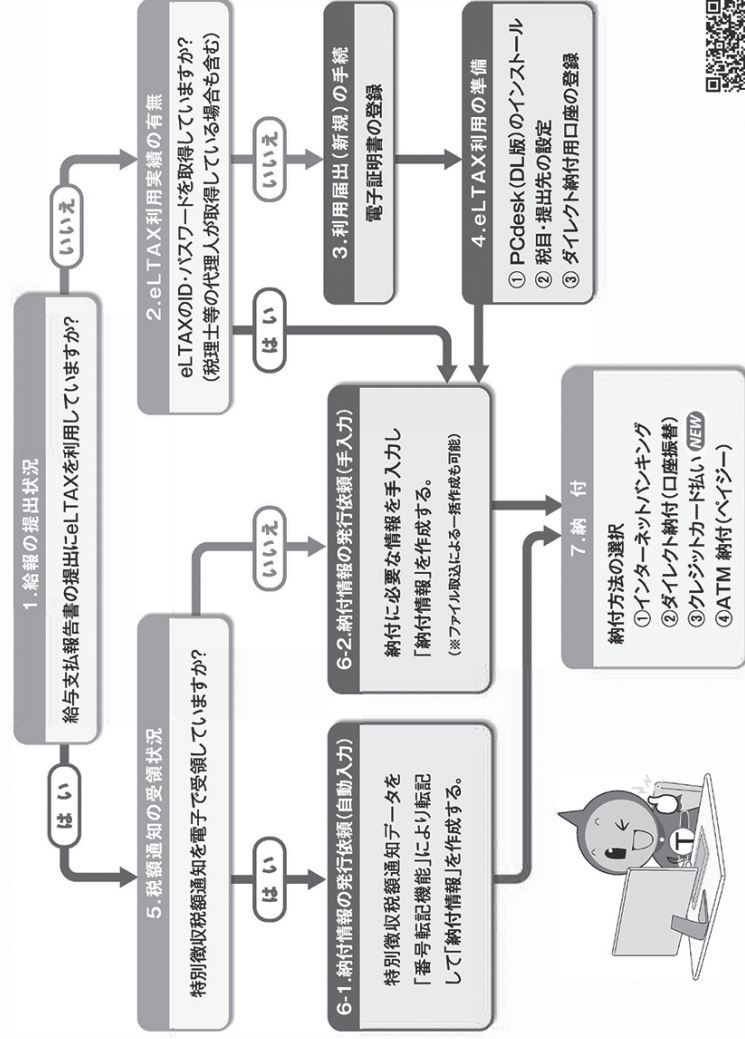 1.給報の提出状況
給与支払報告書の提出にeLTAXを利用していますか?
はい
いいえ
5.税額通知の受領状況
特別徴収税額通知を電子で受領していますか?
2.eLTAX利用実績の有無
eLTAXのID・パスワードを取得していますか?
(税理士等の代理人が取得している場合も含む)
はい
いいえ
はい
いいえ
3.利用届出(新規)の手続
電子証明書の登録
6-1.納付情報の発行依頼(自動入力)
特別徴収税額通知データを
「番号転記機能」により転記
して「納付情報」を作成する。
6-2.納付情報の発行依頼(手入力)
納付に必要な情報を手入力し
「納付情報」を作成する。
(※ファイル取込による一括作成も可能)
4.eLTAX利用の準備
① PCdesk(DL版)のインストール
② 税目・提出先の設定
③ ダイレクト納付用口座の登録
7.納 付
納付方法の選択
①インターネットバンキング
②ダイレクト納付(口座振替)
③クレジットカード払い NEW
④ATM 納付(ペイジー)
T